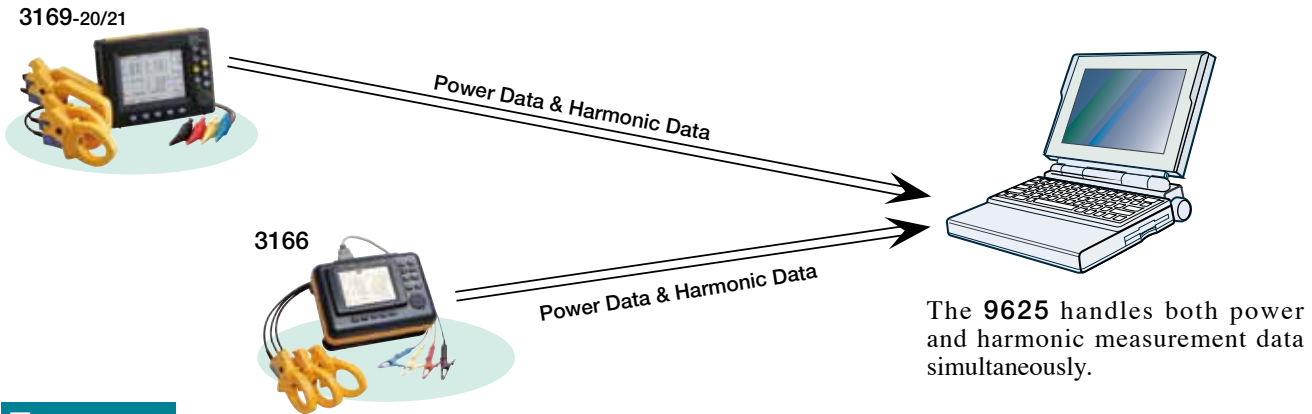 3169-20/21
Power Data & Harmonic Data
3166
Power Data & Harmonic Data
The 9625 handles both power
and harmonic measurement data
simultaneously.